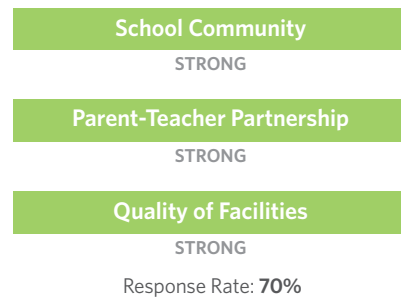 School Community
STRONG
Parent-Teacher Partnership
STRONG
Quality of Facilities
STRONG
Response Rate: 70%